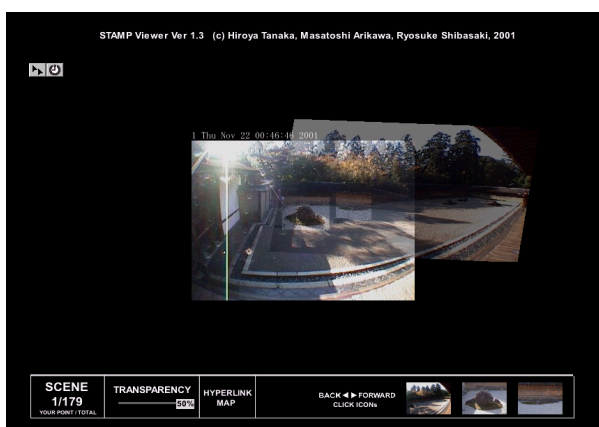 STAMP Viewer Ver 1.3 (c) Hiroya Tanaka, Masatoshi Arikawa, Ryosuke Shibasaki, 2001
1 Thu Nov 22 00:46:46 2001
SCENE
1/179
YOUR POINT / TOTAL
TRANSPARENCY
50%
HYPERLINK
MAP
BACK ◀ ▶ FORWARD
CLICK ICONs